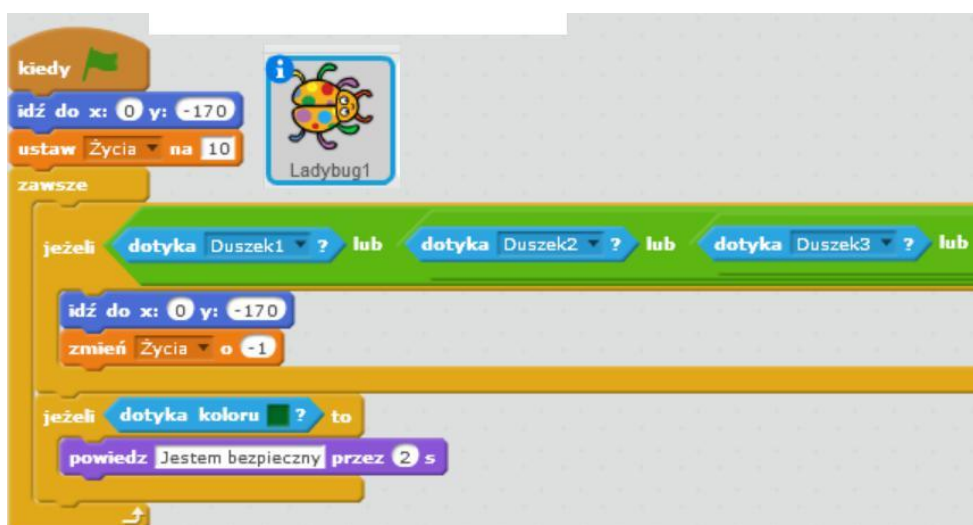 kiedy
idź do x: 0 y: -170
ustaw Życia na 10
Ladybug1
zawsze
jeżeli dotyka Duszek1 ? lub dotyka Duszek2 ? lub dotyka Duszek3 ? lub
idź do x: 0 y: -170
zmień Życia o -1
jeżeli dotyka koloru ? to
powiedz Jestem bezpieczny przez 2 s